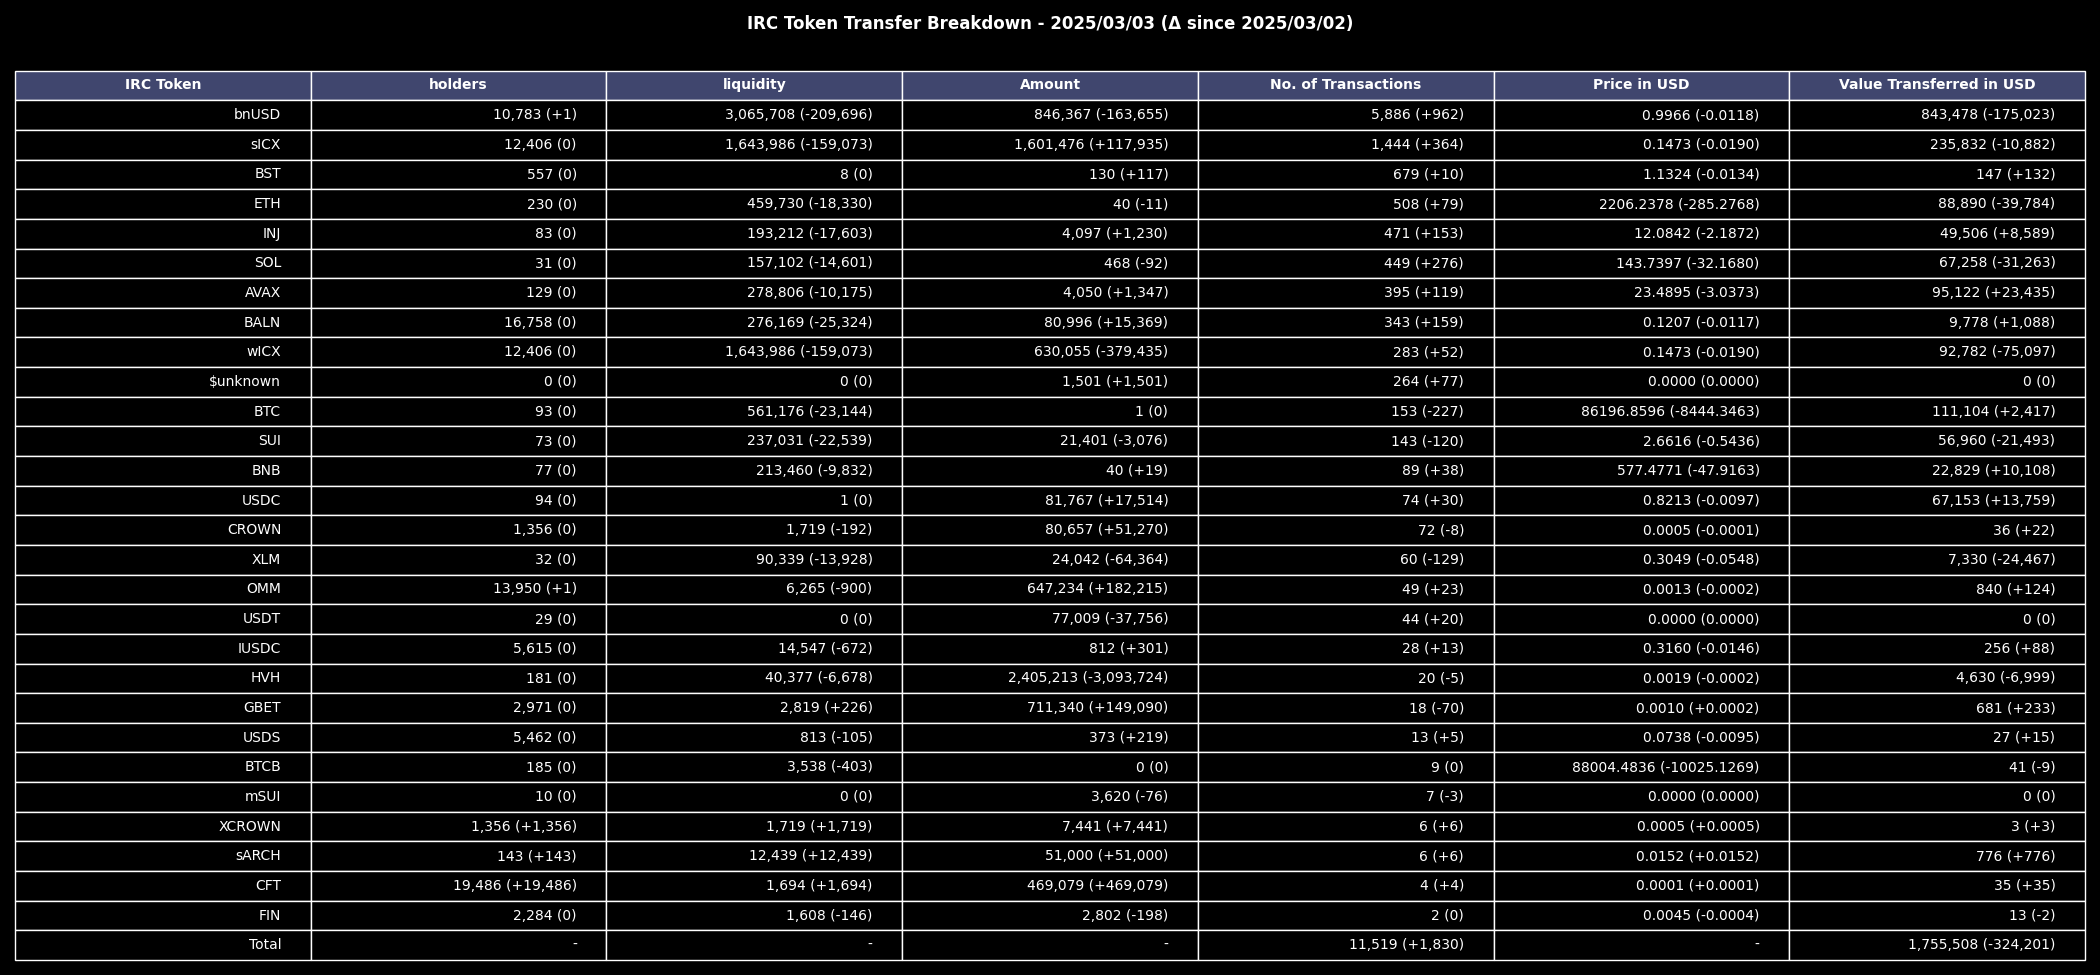 IRC Token Transfer Breakdown - 2025/03/03 (Δ since 2025/03/02)
IRC Token holders liquidity Amount No. of Transactions Price in USD Value Transferred in USD
bnUSD 10,783 (+1) 3,065,708 (-209,696) 846,367 (-163,655) 5,886 (+962) 0.9966 (-0.0118) 843,478 (-175,023)
sICX 12,406 (0) 1,643,986 (-159,073) 1,601,476 (+117,935) 1,444 (+364) 0.1473 (-0.0190) 235,832 (-10,882)
BST 557 (0) 8 (0) 130 (+117) 679 (+10) 1.1324 (-0.0134) 147 (+132)
ETH 230 (0) 459,730 (-18,330) 40 (-11) 508 (+79) 2206.2378 (-285.2768) 88,890 (-39,784)
INJ 83 (0) 193,212 (-17,603) 4,097 (+1,230) 471 (+153) 12.0842 (-2.1872) 49,506 (+8,589)
SOL 31 (0) 157,102 (-14,601) 468 (-92) 449 (+276) 143.7397 (-32.1680) 67,258 (-31,263)
AVAX 129 (0) 278,806 (-10,175) 4,050 (+1,347) 395 (+119) 23.4895 (-3.0373) 95,122 (+23,435)
BALN 16,758 (0) 276,169 (-25,324) 80,996 (+15,369) 343 (+159) 0.1207 (-0.0117) 9,778 (+1,088)
wICX 12,406 (0) 1,643,986 (-159,073) 630,055 (-379,435) 283 (+52) 0.1473 (-0.0190) 92,782 (-75,097)
$unknown 0 (0) 0 (0) 1,501 (+1,501) 264 (+77) 0.0000 (0.0000) 0 (0)
BTC 93 (0) 561,176 (-23,144) 1 (0) 153 (-227) 86196.8596 (-8444.3463) 111,104 (+2,417)
SUI 73 (0) 237,031 (-22,539) 21,401 (-3,076) 143 (-120) 2.6616 (-0.5436) 56,960 (-21,493)
BNB 77 (0) 213,460 (-9,832) 40 (+19) 89 (+38) 577.4771 (-47.9163) 22,829 (+10,108)
USDC 94 (0) 1 (0) 81,767 (+17,514) 74 (+30) 0.8213 (-0.0097) 67,153 (+13,759)
CROWN 1,356 (0) 1,719 (-192) 80,657 (+51,270) 72 (-8) 0.0005 (-0.0001) 36 (+22)
XLM 32 (0) 90,339 (-13,928) 24,042 (-64,364) 60 (-129) 0.3049 (-0.0548) 7,330 (-24,467)
OMM 13,950 (+1) 6,265 (-900) 647,234 (+182,215) 49 (+23) 0.0013 (-0.0002) 840 (+124)
USDT 29 (0) 0 (0) 77,009 (-37,756) 44 (+20) 0.0000 (0.0000) 0 (0)
IUSDC 5,615 (0) 14,547 (-672) 812 (+301) 28 (+13) 0.3160 (-0.0146) 256 (+88)
HVH 181 (0) 40,377 (-6,678) 2,405,213 (-3,093,724) 20 (-5) 0.0019 (-0.0002) 4,630 (-6,999)
GBET 2,971 (0) 2,819 (+226) 711,340 (+149,090) 18 (-70) 0.0010 (+0.0002) 681 (+233)
USDS 5,462 (0) 813 (-105) 373 (+219) 13 (+5) 0.0738 (-0.0095) 27 (+15)
BTCB 185 (0) 3,538 (-403) 0 (0) 9 (0) 88004.4836 (-10025.1269) 41 (-9)
mSUI 10 (0) 0 (0) 3,620 (-76) 7 (-3) 0.0000 (0.0000) 0 (0)
XCROWN 1,356 (+1,356) 1,719 (+1,719) 7,441 (+7,441) 6 (+6) 0.0005 (+0.0005) 3 (+3)
sARCH 143 (+143) 12,439 (+12,439) 51,000 (+51,000) 6 (+6) 0.0152 (+0.0152) 776 (+776)
CFT 19,486 (+19,486) 1,694 (+1,694) 469,079 (+469,079) 4 (+4) 0.0001 (+0.0001) 35 (+35)
FIN 2,284 (0) 1,608 (-146) 2,802 (-198) 2 (0) 0.0045 (-0.0004) 13 (-2)
Total - - - 11,519 (+1,830) - 1,755,508 (-324,201)